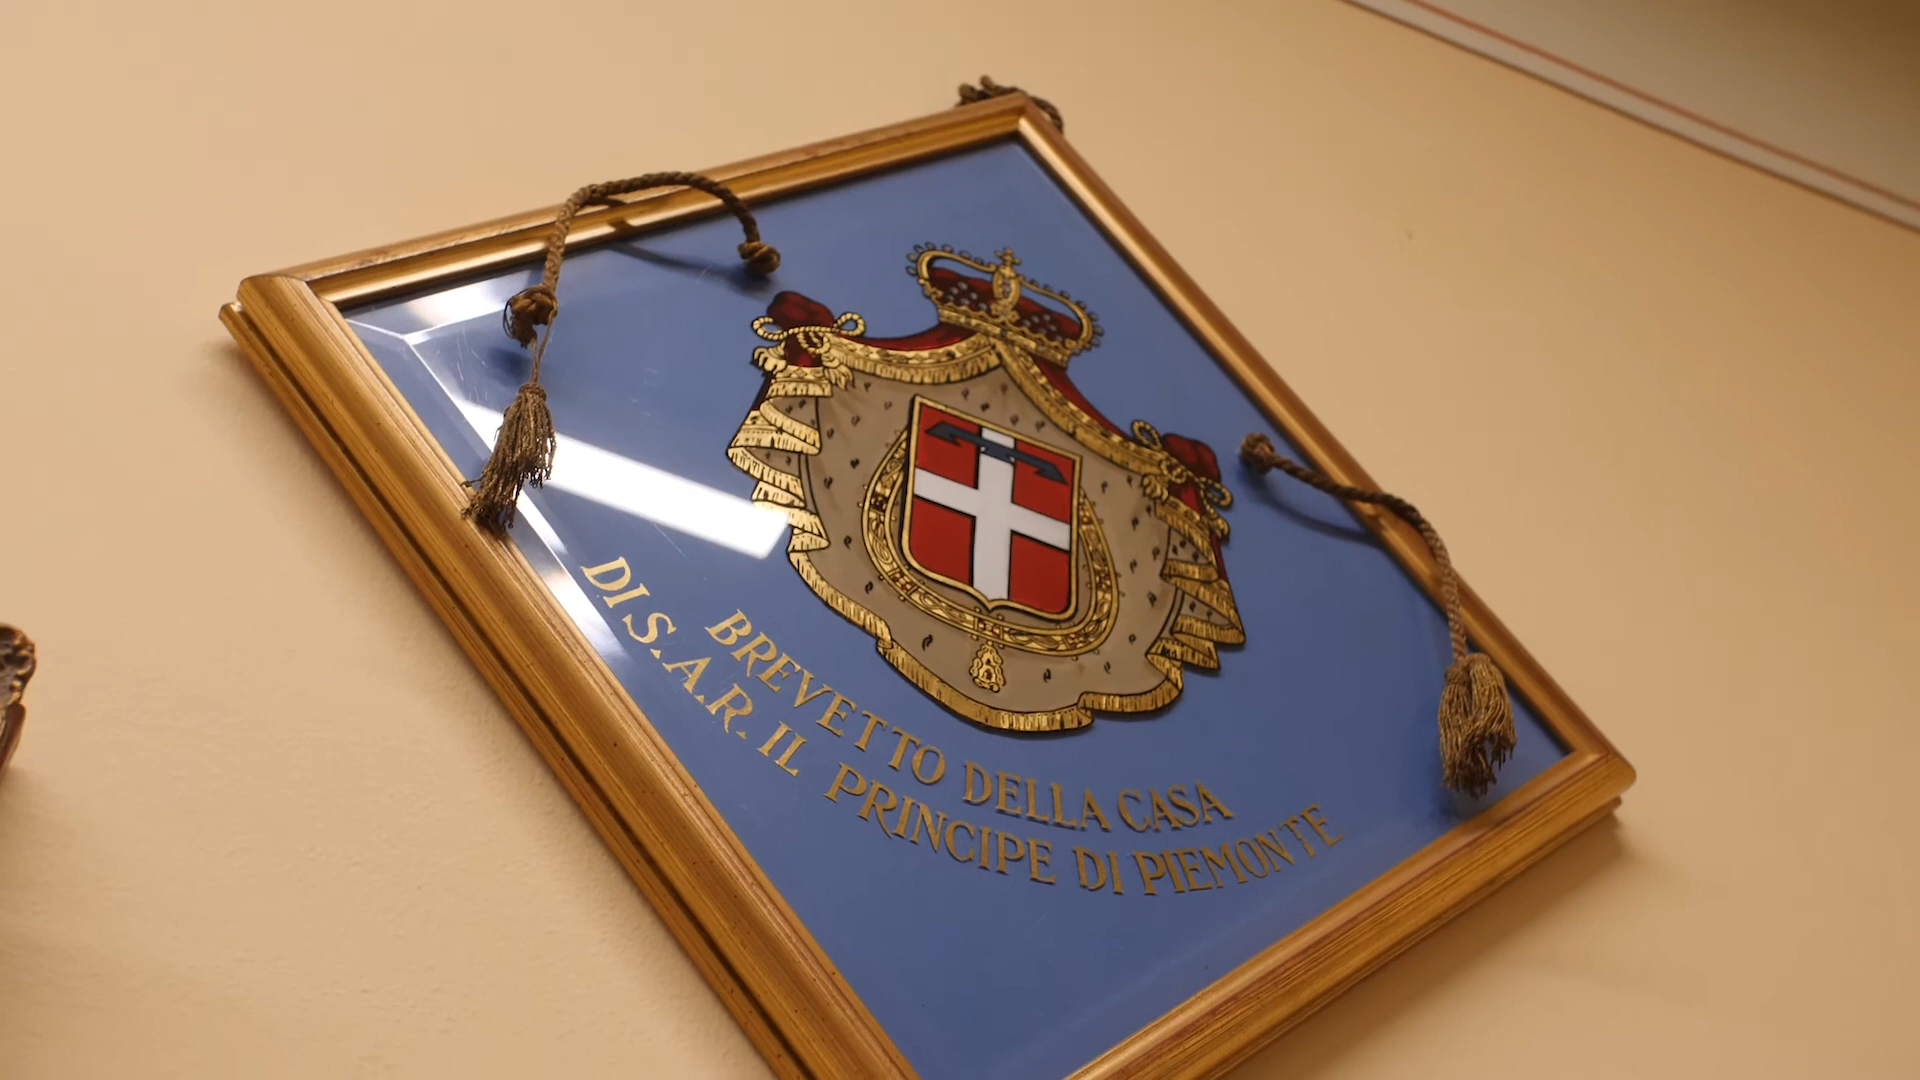 BREVETTO DELLA CASA
DI S.A.R. IL PRINCIPE DI PIEMONTE